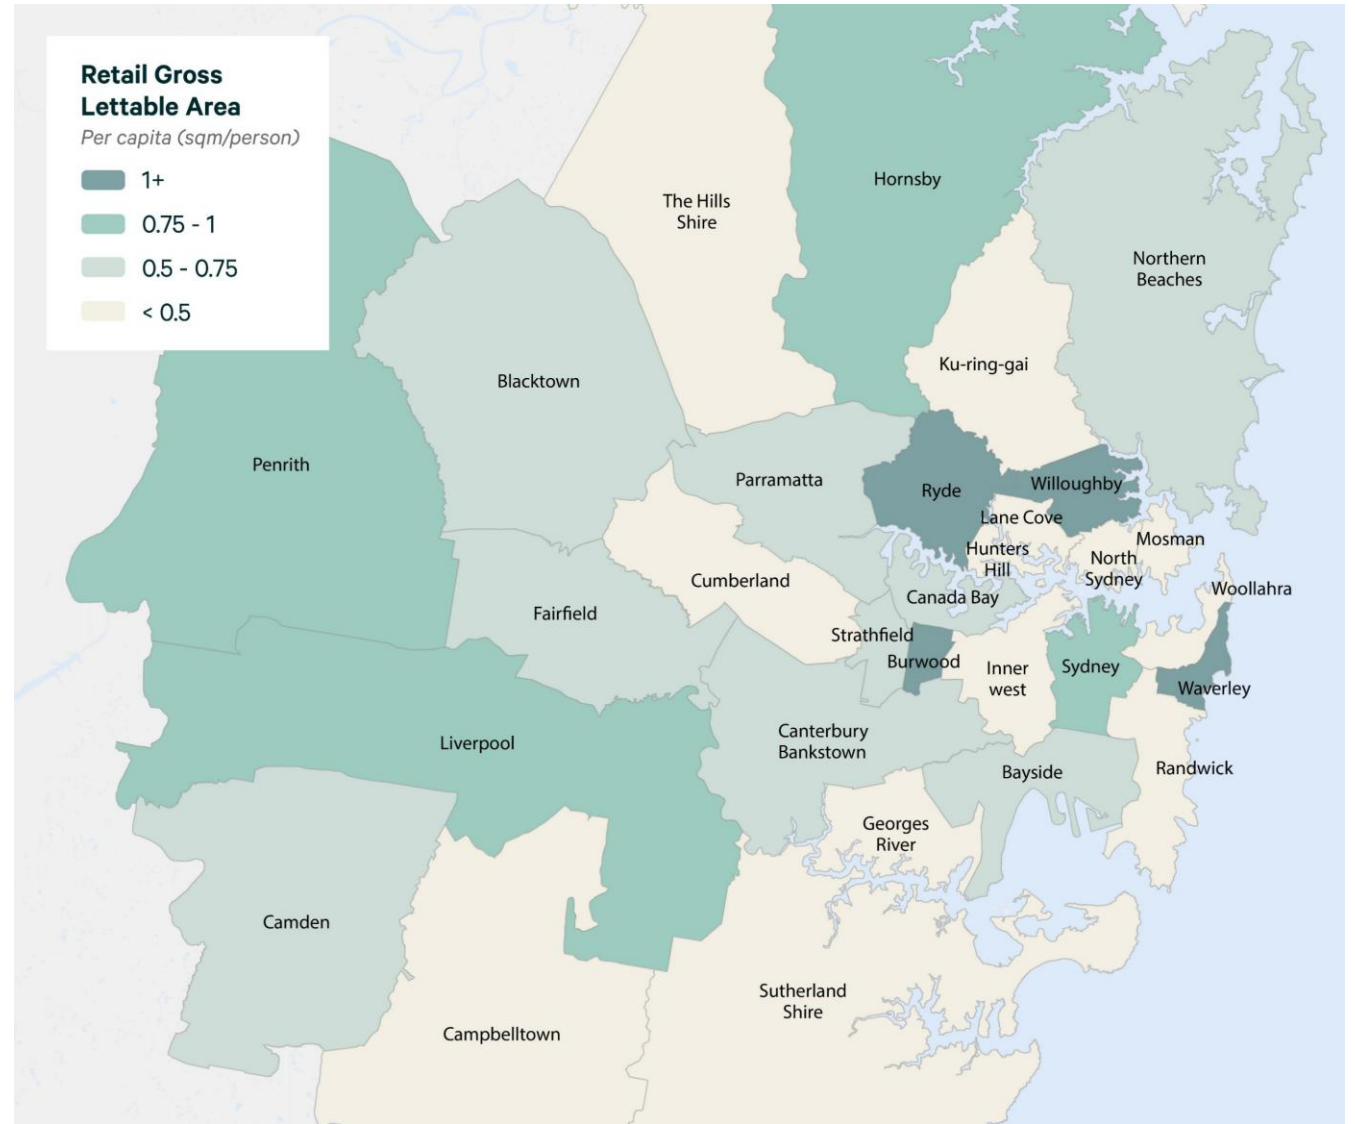 Retail Gross
Lettable Area
Per capita (sqm/person)
1+
0.75 - 1
0.5 - 0.75
< 0.5
Hornsby
The Hills
Shire
Northern
Beaches
Ku-ring-gai
Blacktown
Penrith
Parramatta
Ryde
Willoughby
Lane Cove
Mosman
Hunters
Hill
North
Sydney
Cumberland
Woollahra
Canada Bay
Fairfield
Strathfield
Burwood
Inner
west
Sydney
Waverley
Liverpool
Canterbury
Bankstown
Bayside
Randwick
Georges
River
Camden
Sutherland
Shire
Campbelltown